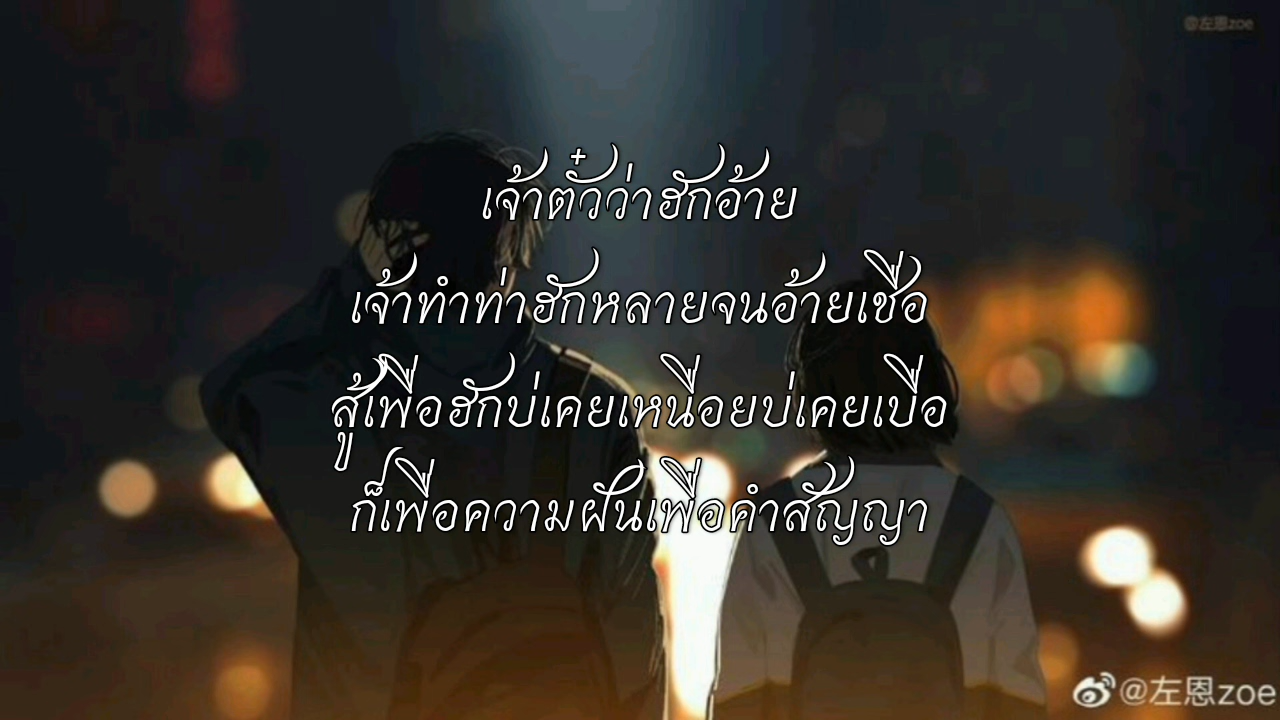 @左恩zoe
เจ้าตั๋วว่าฮักอ้าย
เจ้าทำท่าฮักหลายจนอ้ายเชื่อ
สู้เพื่อฮักบ่เคยเหนื่อยบ่เคยเบื่อ
ก็เพื่อความฝันเพื่อคำสัญญา
@左恩zoe